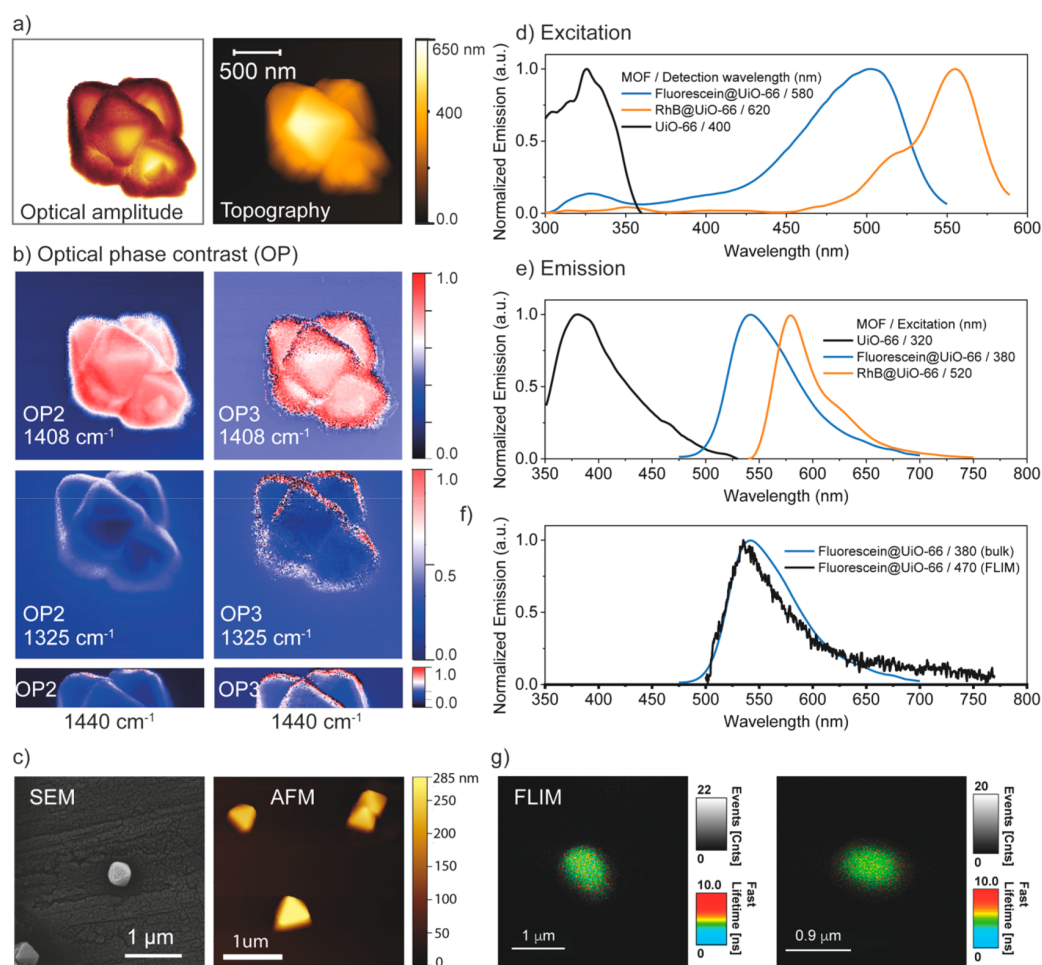 a)
650 nm
500 nm
400
0.0
Optical amplitude
Topography
b) Optical phase contrast (OP)
1.0
OP2
1408 cm-1
OP3
1408 cm-1
0.0
1.0
0.5
OP2
1325 cm-1
OP3
1325 cm-1
0.0
OP2
OP3
1.0
0.0
1440 cm-1
1440 cm-1
c)
SEM
1 µm
AFM
1um
285 nm
250
200
150
100
50
0
d) Excitation
Normalized Emission (a.u.)
1.0
0.5
0.0
MOF / Detection wavelength (nm)
Fluorescein@UiO-66 / 580
RhB@UiO-66 / 620
UiO-66 / 400
300 350 400 450 500 550 600
Wavelength (nm)
e) Emission
Normalized Emission (a.u.)
1.0
0.5
0.0
MOF / Excitation (nm)
UiO-66 / 320
Fluorescein@UiO-66 / 380
RhB@UiO-66 / 520
350 400 450 500 550 600 650 700 750 800
Wavelength (nm)
f)
Normalized Emission (a.u.)
1.0
0.5
0.0
Fluorescein@UiO-66 / 380 (bulk)
Fluorescein@UiO-66 / 470 (FLIM)
350 400 450 500 550 600 650 700 750 800
Wavelength (nm)
g)
FLIM
1 µm
22
0
Events [Cnts]
10.0
0
Fast Lifetime [ns]
0.9 µm
20
0
Events [Cnts]
10.0
0
Fast Lifetime [ns]